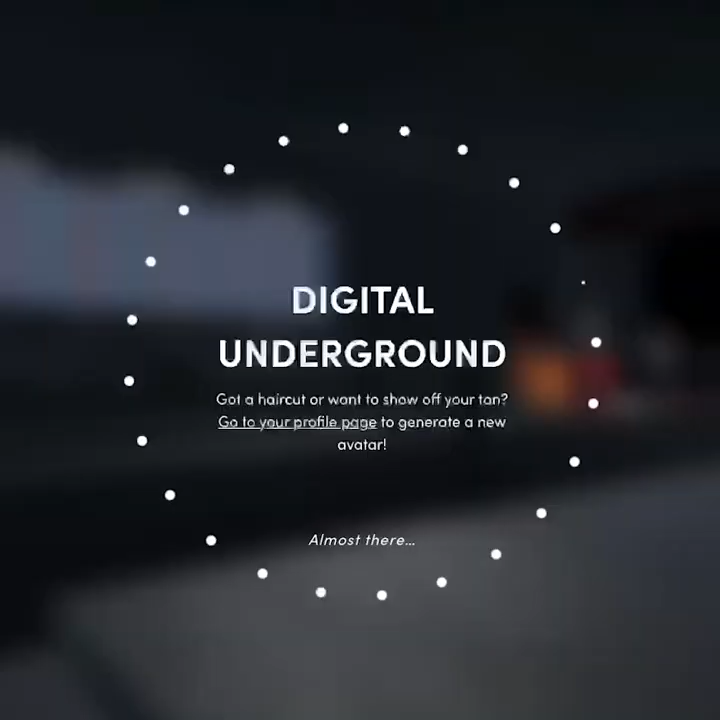 DIGITAL
UNDERGROUND
Got a haircut or want to show off your tan?
Go to your profile page to generate a new
avatar!
Almost there...